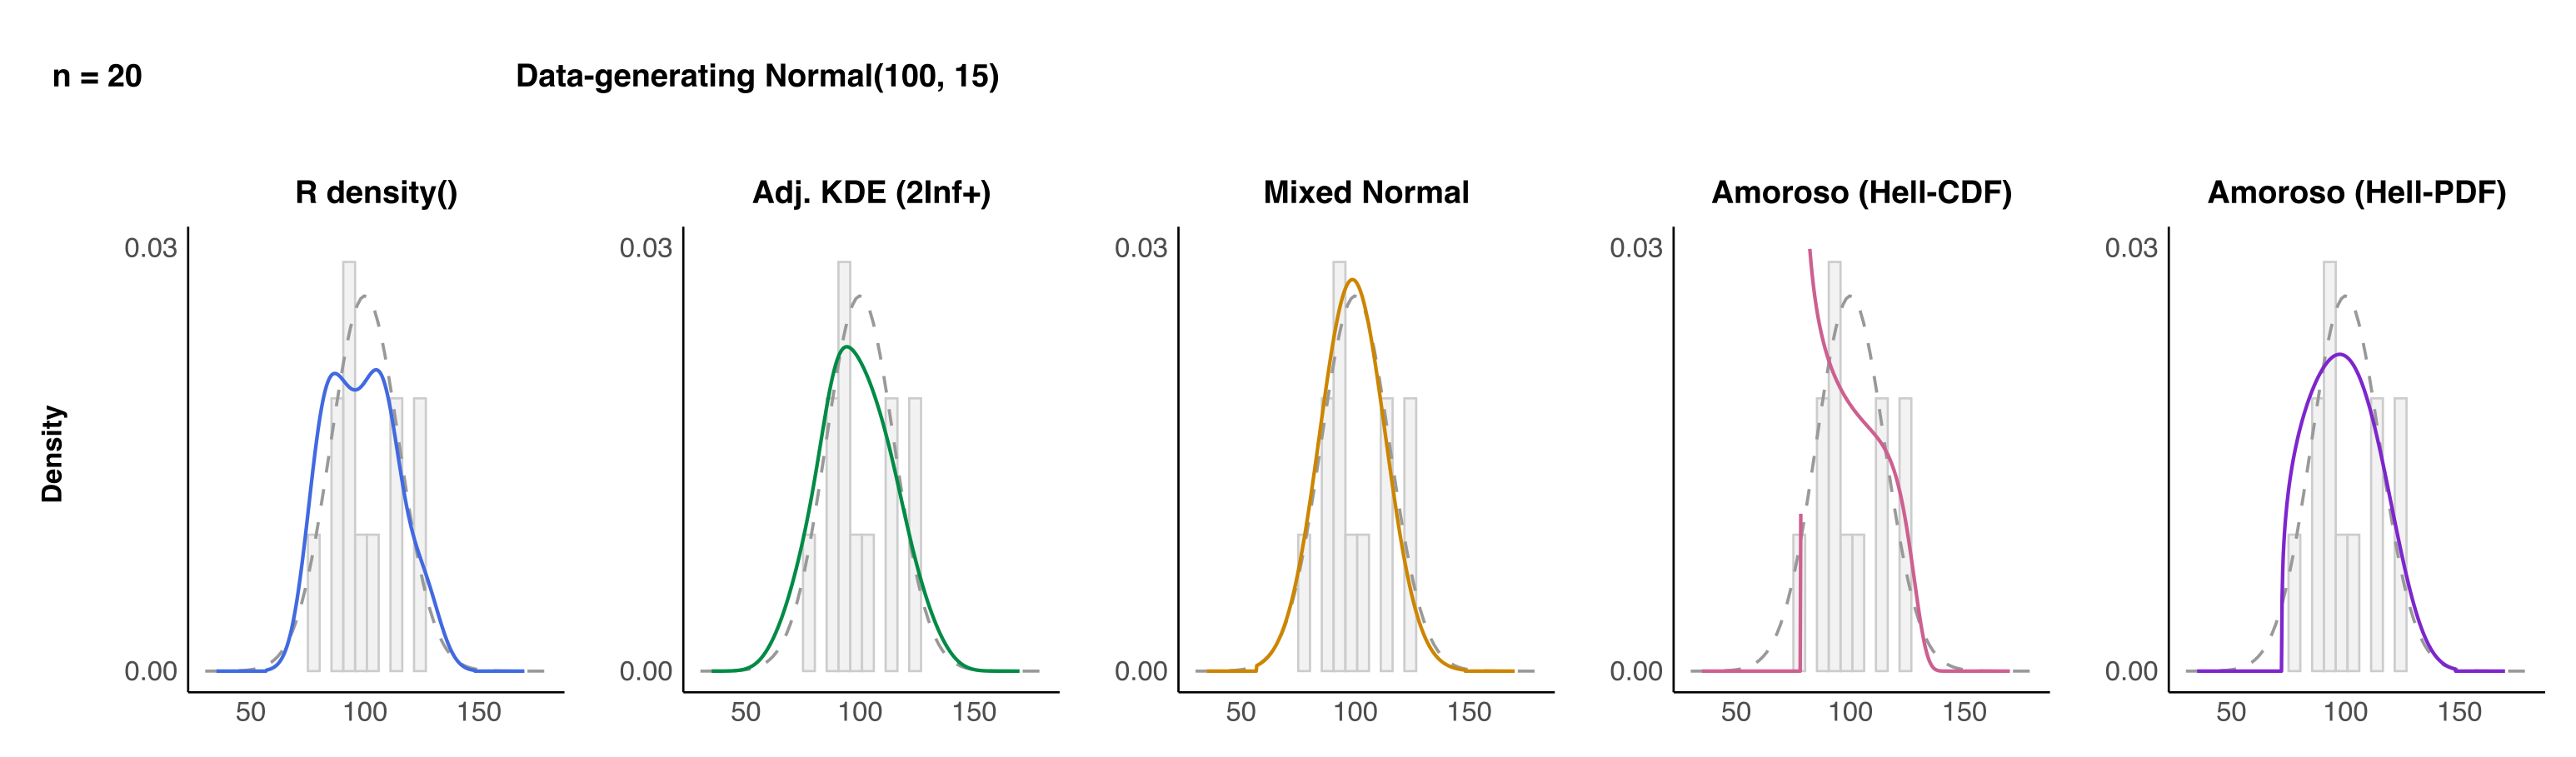 n = 20
Data-generating Normal(100, 15)
R density()
Adj. KDE (2Inf+)
Mixed Normal
Amoroso (Hell-CDF)
Amoroso (Hell-PDF)
Density
0.03
0.00
50 100 150
0.03
0.00
50 100 150
0.03
0.00
50 100 150
0.03
0.00
50 100 150
0.03
0.00
50 100 150